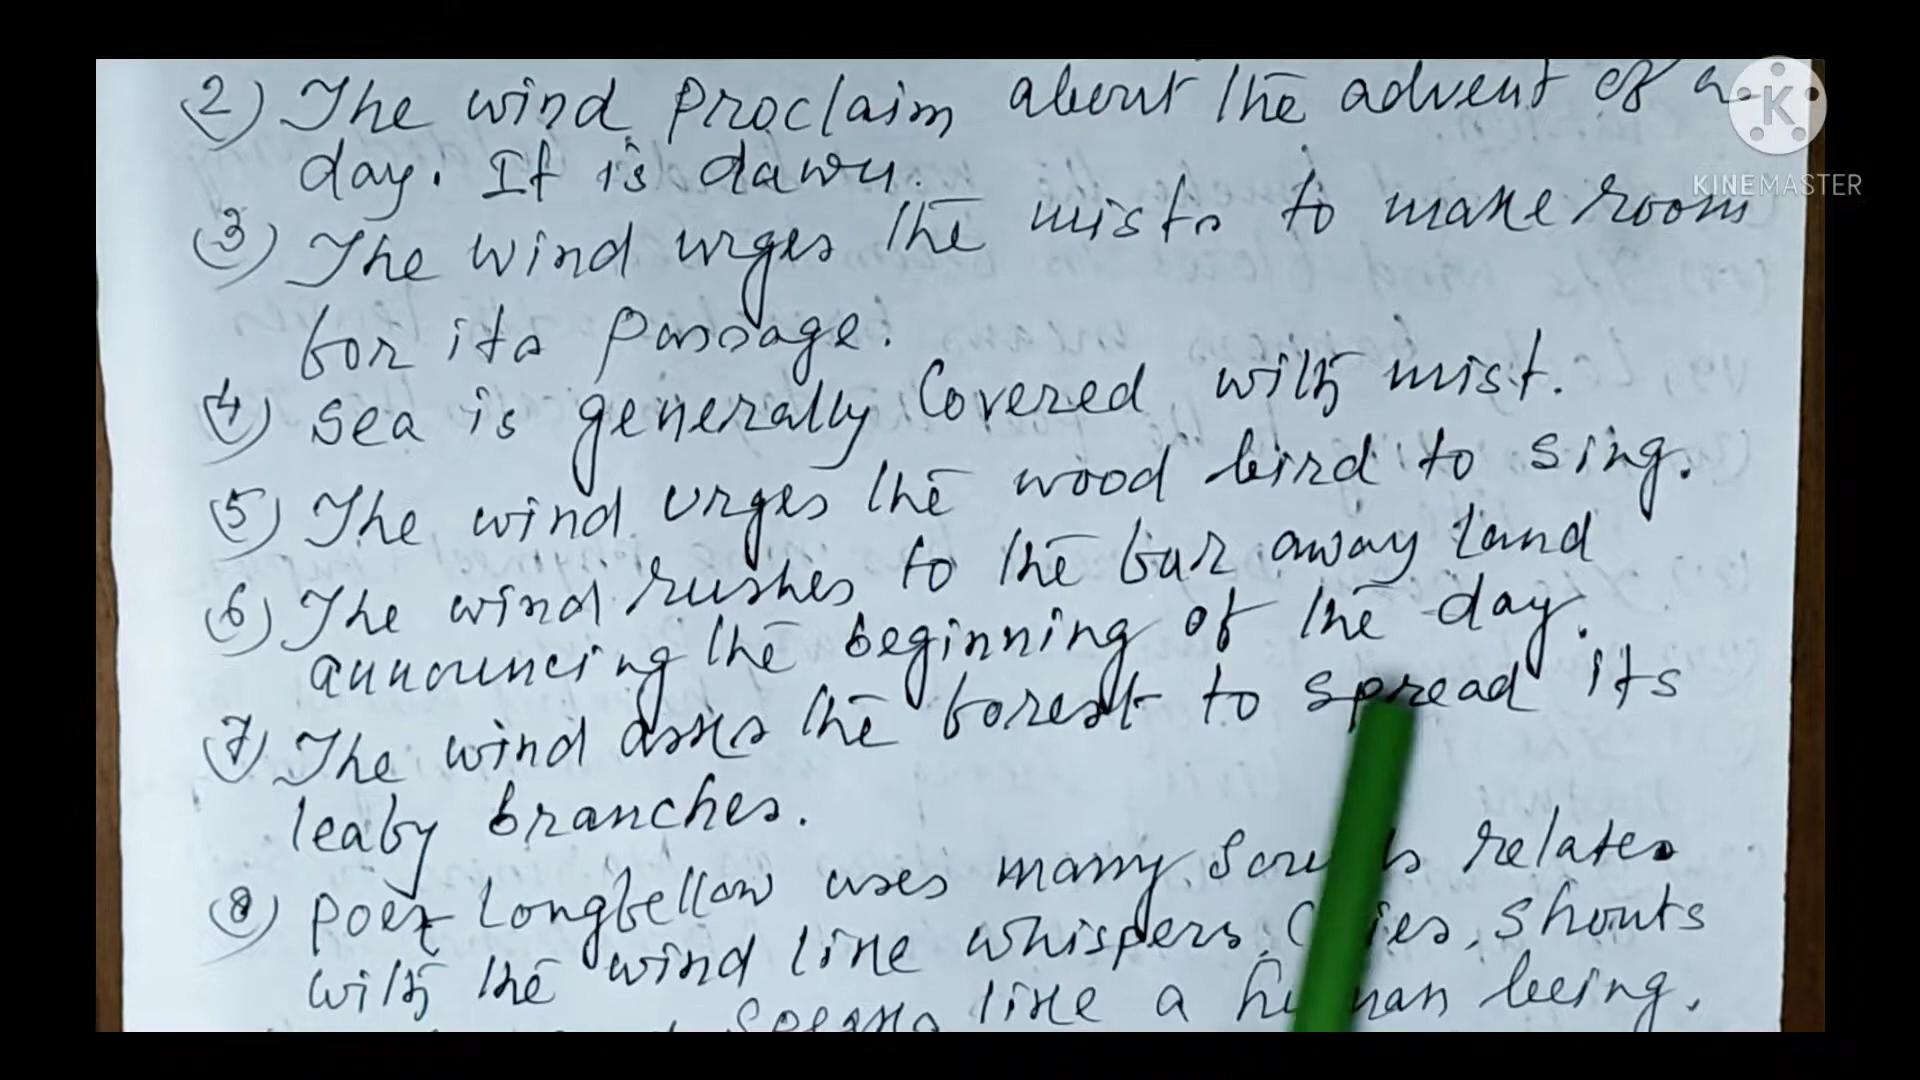 2) The wind proclaim about the advent of a
day. It is dawn.
3) The wind urges the mists to make room
for its passage.
4) Sea is generally Covered with mist.
5) The wind urges the wood bird to sing.
6) The wind rushes to the far away land
announcing the beginning of the day.
7) The wind asks the forest to spread its
leafy branches.
8) Poet Longfellow uses many relates
with the wind like whispers, Cries, Shouts
speaks like a human being.
K
KINEMASTER